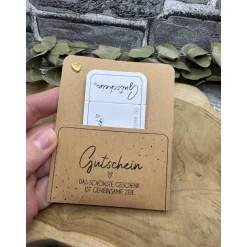 Gutschein
Gutschein
DAS SCHÖNSTE GESCHENK
IST GEMEINSAME ZEIT.